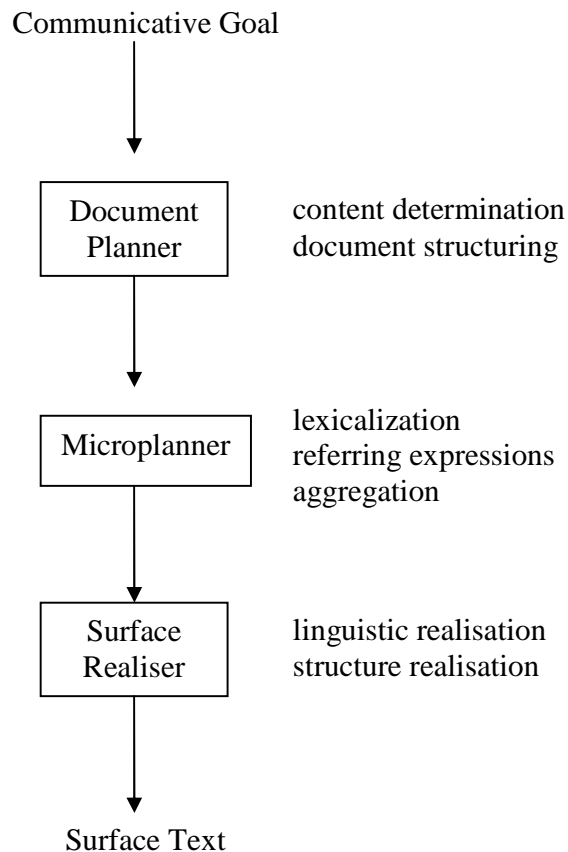 Communicative Goal
Document
Planner
content determination
document structuring
Microplanner
lexicalization
referring expressions
aggregation
Surface
Realiser
linguistic realisation
structure realisation
Surface Text